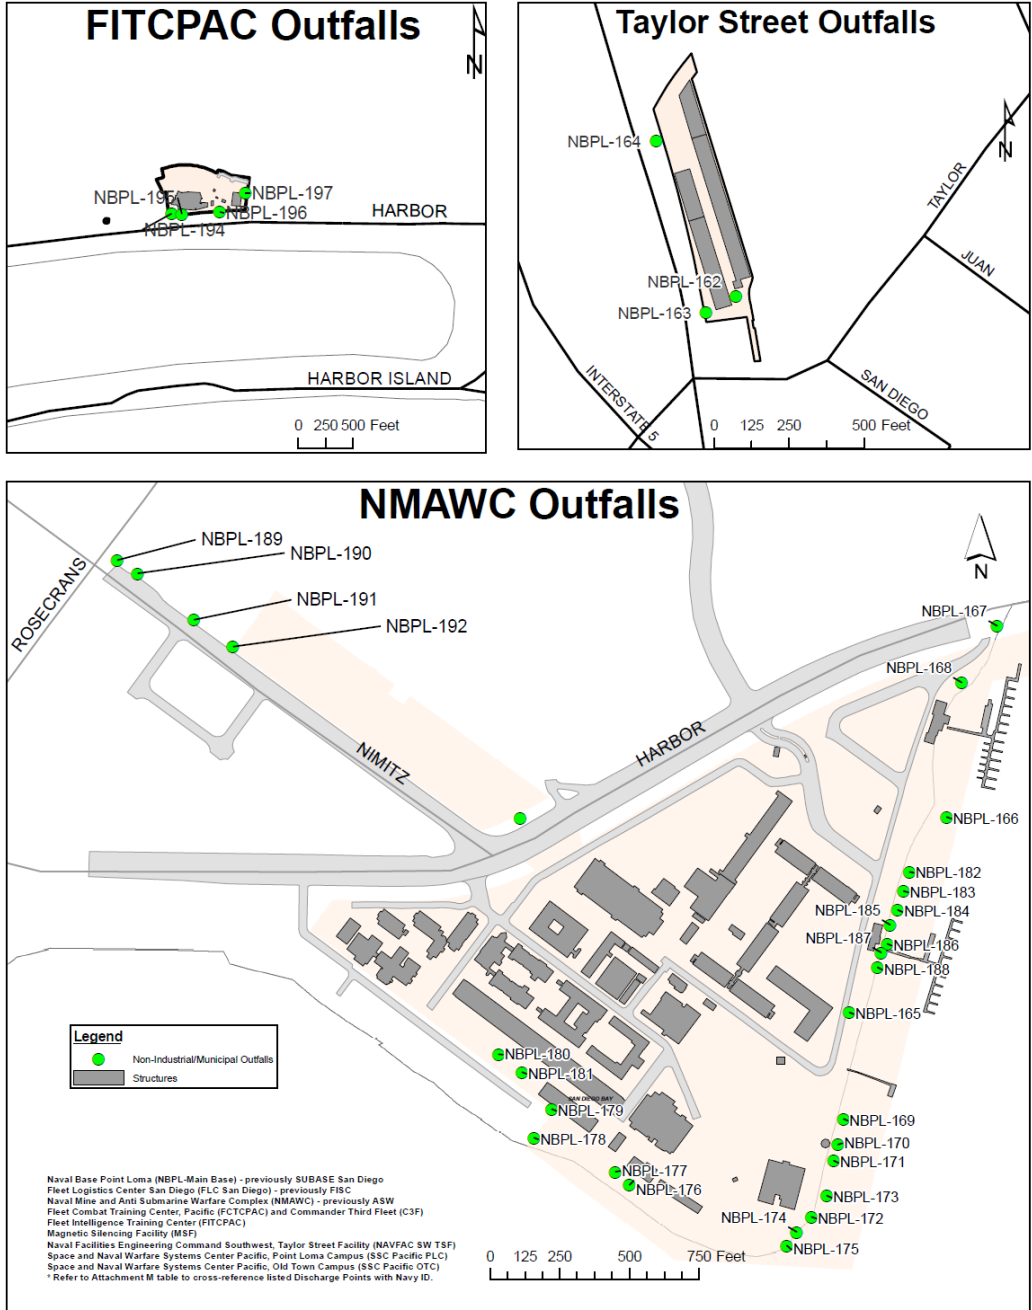 FITCPAC Outfalls
N
NBPL-195
NBPL-197
NBPL-196
NBPL-194
HARBOR
HARBOR ISLAND
0 250 500 Feet
Taylor Street Outfalls
N
NBPL-164
TAYLOR
JUAN
NBPL-162
NBPL-163
INTERSTATE 5
SAN DIEGO
0 125 250 500 Feet
NMAWC Outfalls
N
NBPL-189
NBPL-190
ROSECRANS
NBPL-191
NBPL-192
NBPL-167
NBPL-168
NIMITZ
HARBOR
NBPL-166
NBPL-182
NBPL-183
NBPL-184
NBPL-185
NBPL-186
NBPL-187
NBPL-188
NBPL-165
NBPL-180
NBPL-181
SAN DIEGO BAY
NBPL-179
NBPL-178
NBPL-177
NBPL-176
NBPL-169
NBPL-170
NBPL-171
NBPL-173
NBPL-172
NBPL-174
NBPL-175
Legend
Non-Industrial/Municipal Outfalls
Structures
Naval Base Point Loma (NBPL-Main Base) - previously SUBASE San Diego
Fleet Logistics Center San Diego (FLC San Diego) - previously FISC
Naval Mine and Anti Submarine Warfare Complex (NMAWC) - previously ASW
Fleet Combat Training Center, Pacific (FCTCPAC) and Commander Third Fleet (C3F)
Fleet Intelligence Training Center (FITCPAC)
Magnetic Silencing Facility (MSF)
Naval Facilities Engineering Command Southwest, Taylor Street Facility (NAVFAC SW TSF)
Space and Naval Warfare Systems Center Pacific, Point Loma Campus (SSC Pacific PLC)
Space and Naval Warfare Systems Center Pacific, Old Town Campus (SSC Pacific OTC)
* Refer to Attachment M table to cross-reference listed Discharge Points with Navy ID.
0 125 250 500 750 Feet